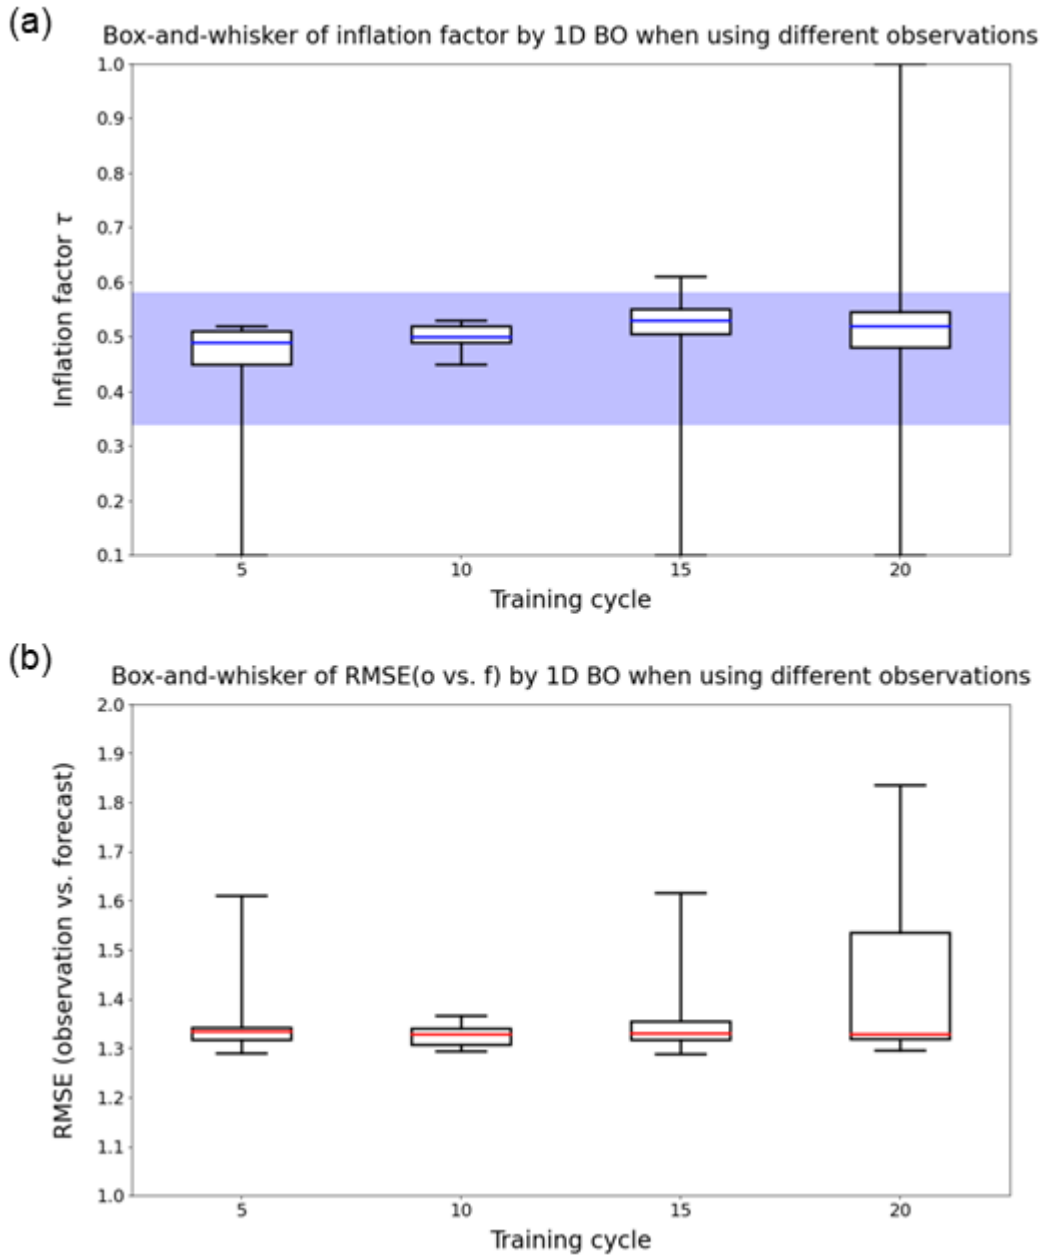 (a)
Box-and-whisker of inflation factor by 1D BO when using different observations
1.0
0.9
0.8
0.7
0.6
0.5
0.4
0.3
0.2
0.1
Inflation factor τ
5 10 15 20
Training cycle
(b)
Box-and-whisker of RMSE(o vs. f) by 1D BO when using different observations
2.0
1.9
1.8
1.7
1.6
1.5
1.4
1.3
1.2
1.1
1.0
RMSE (observation vs. forecast)
5 10 15 20
Training cycle